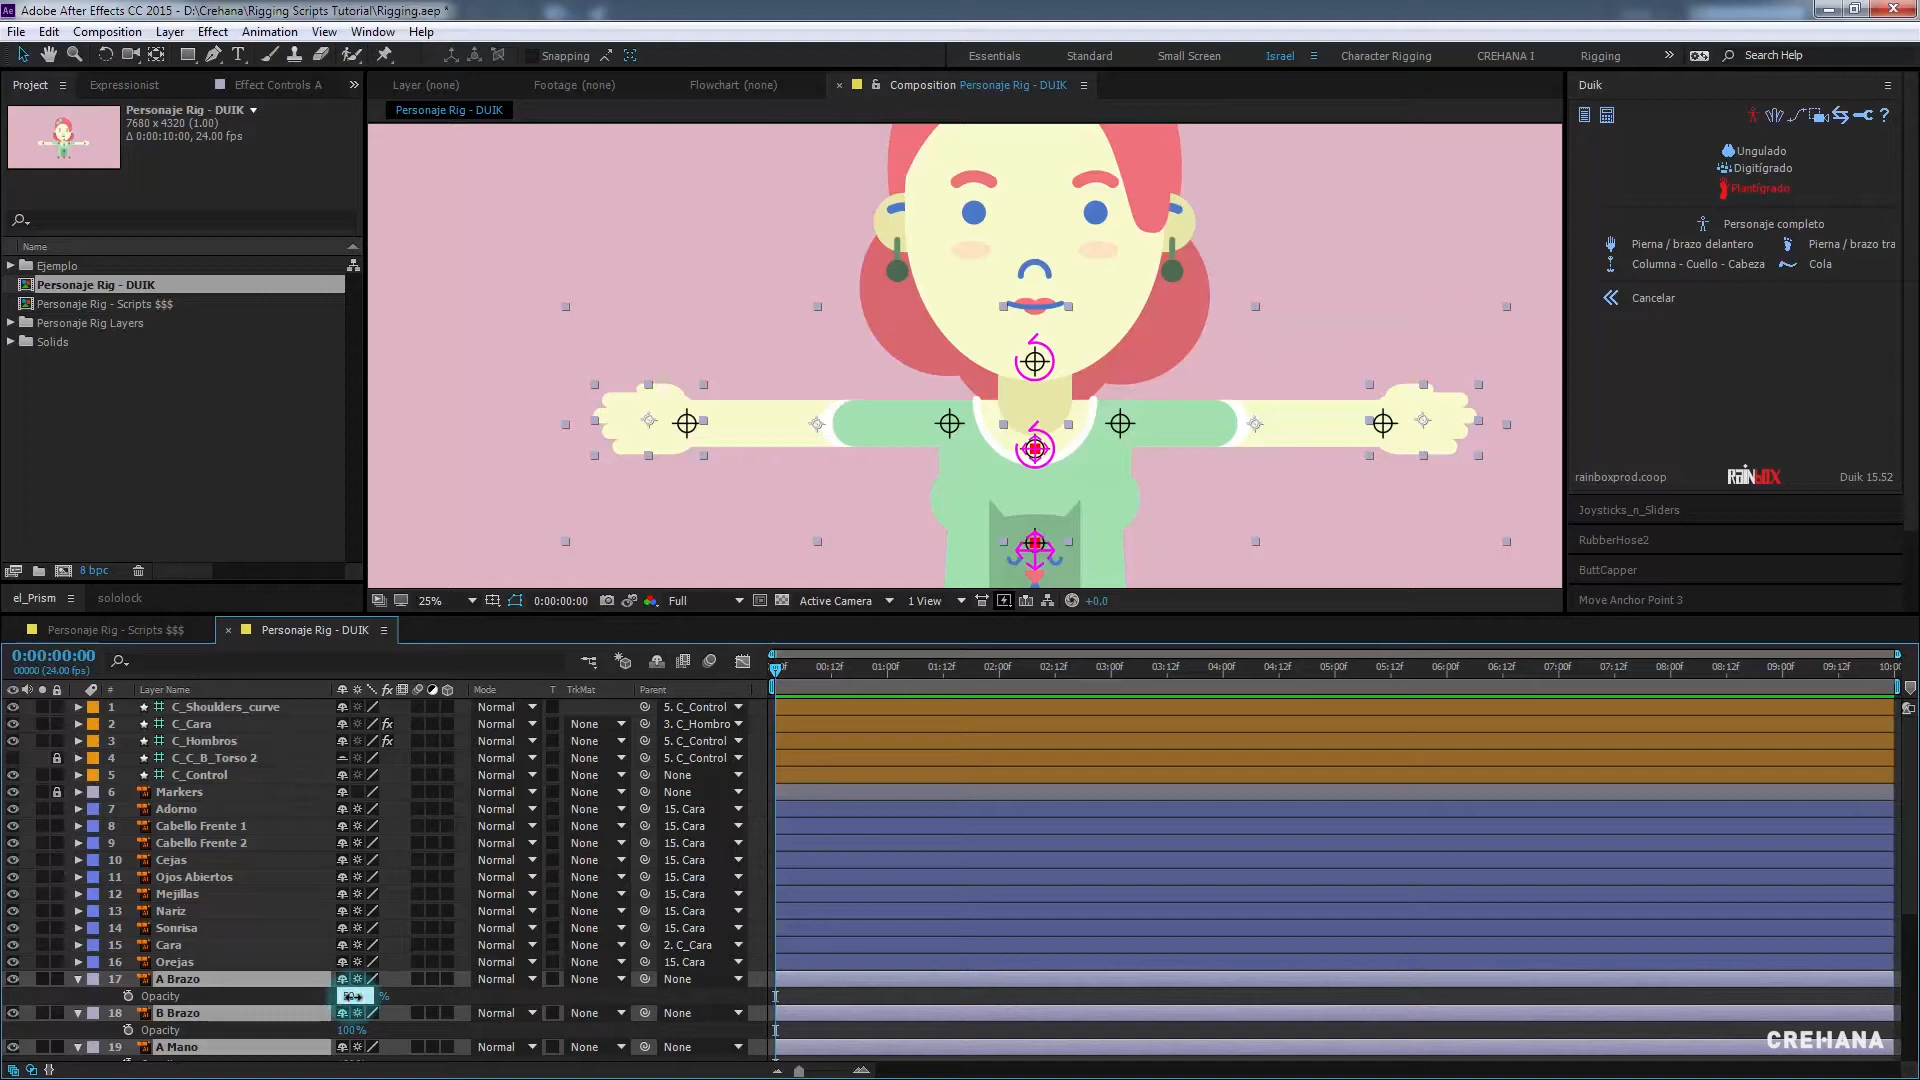 Adobe After Effects CC 2015 - D:\Crehana\Rigging Scripts Tutorial\Rigging.aep *
File Edit Composition Layer Effect Animation View Window Help
Snapping Essentials Standard Small Screen Israel Character Rigging CREHANA I Rigging Search Help
Project Expressionist Effect Controls A Layer (none) Footage (none) Flowchart (none) Composition Personaje Rig - DUIK Duik
Personaje Rig - DUIK
7680 x 4320 (1.00)
Δ 0:00:10:00, 24.00 fps
Personaje Rig - DUIK
Ungulado
Digitígrado
Plantígrado
Personaje completo
Pierna / brazo delantero Pierna / brazo tra
Columna - Cuello - Cabeza Cola
Cancelar
Name
Ejemplo
Personaje Rig - DUIK
Personaje Rig - Scripts $$$
Personaje Rig Layers
Solids
rainboxprod.coop RAINBOX Duik 15.52
Joysticks_n_Sliders
RubberHose2
ButtCapper
Move Anchor Point 3
8 bpc
el_Prism sololock
25% 0:00:00:00 Full Active Camera 1 View +0.0
Personaje Rig - Scripts $$$ Personaje Rig - DUIK
0:00:00:00
00000 (24.00 fps)
00:12f 01:00f 01:12f 02:00f 02:12f 03:00f 03:12f 04:00f 04:12f 05:00f 05:12f 06:00f 06:12f 07:00f 07:12f 08:00f 08:12f 09:00f 09:12f 10:00
# Layer Name fx Mode T TrkMat Parent
1 C_Shoulders_curve Normal 5. C_Control
2 C_Cara fx Normal None 3. C_Hombro
3 C_Hombros fx Normal None 5. C_Control
4 C_C_B_Torso 2 Normal None 5. C_Control
5 C_Control Normal None None
6 Markers Normal None None
7 Adorno Normal None 15. Cara
8 Cabello Frente 1 Normal None 15. Cara
9 Cabello Frente 2 Normal None 15. Cara
10 Cejas Normal None 15. Cara
11 Ojos Abiertos Normal None 15. Cara
12 Mejillas Normal None 15. Cara
13 Nariz Normal None 15. Cara
14 Sonrisa Normal None 15. Cara
15 Cara Normal None 2. C_Cara
16 Orejas Normal None 15. Cara
17 A Brazo Normal None None
Opacity %
18 B Brazo Normal None None
Opacity 100%
19 A Mano Normal None None
CREHANA